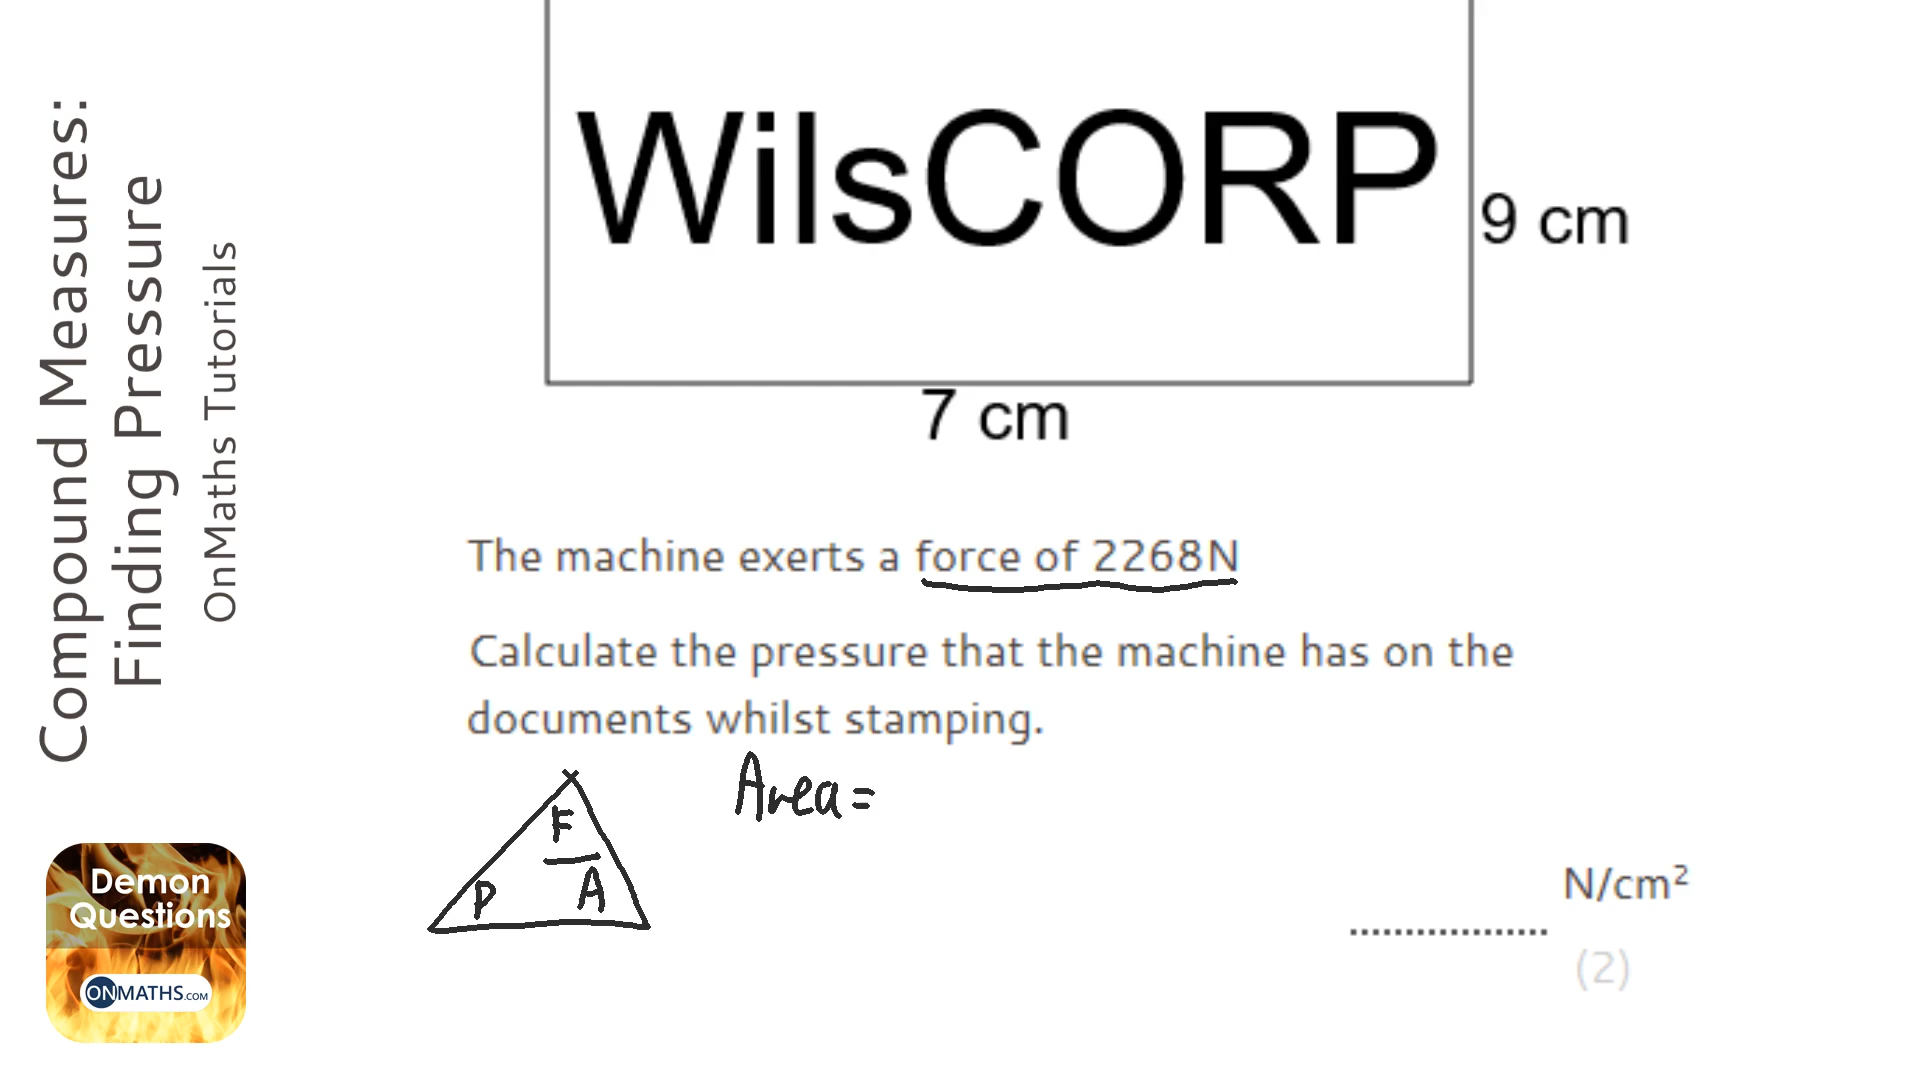 Compound Measures:
Finding Pressure
OnMaths Tutorials
WilsCORP
9 cm
7 cm
The machine exerts a force of 2268N
Calculate the pressure that the machine has on the
documents whilst stamping.
F
P A
Area=
N/cm²
(2)
Demon
Questions
ONMATHS.COM